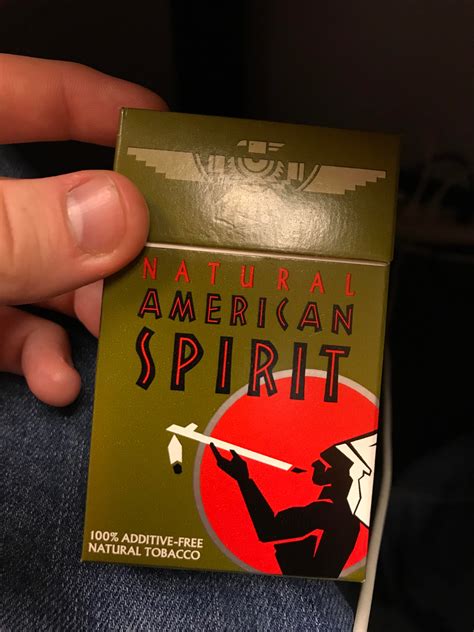 NATURAL
AMERICAN
SPIRIT
100% ADDITIVE-FREE
NATURAL TOBACCO